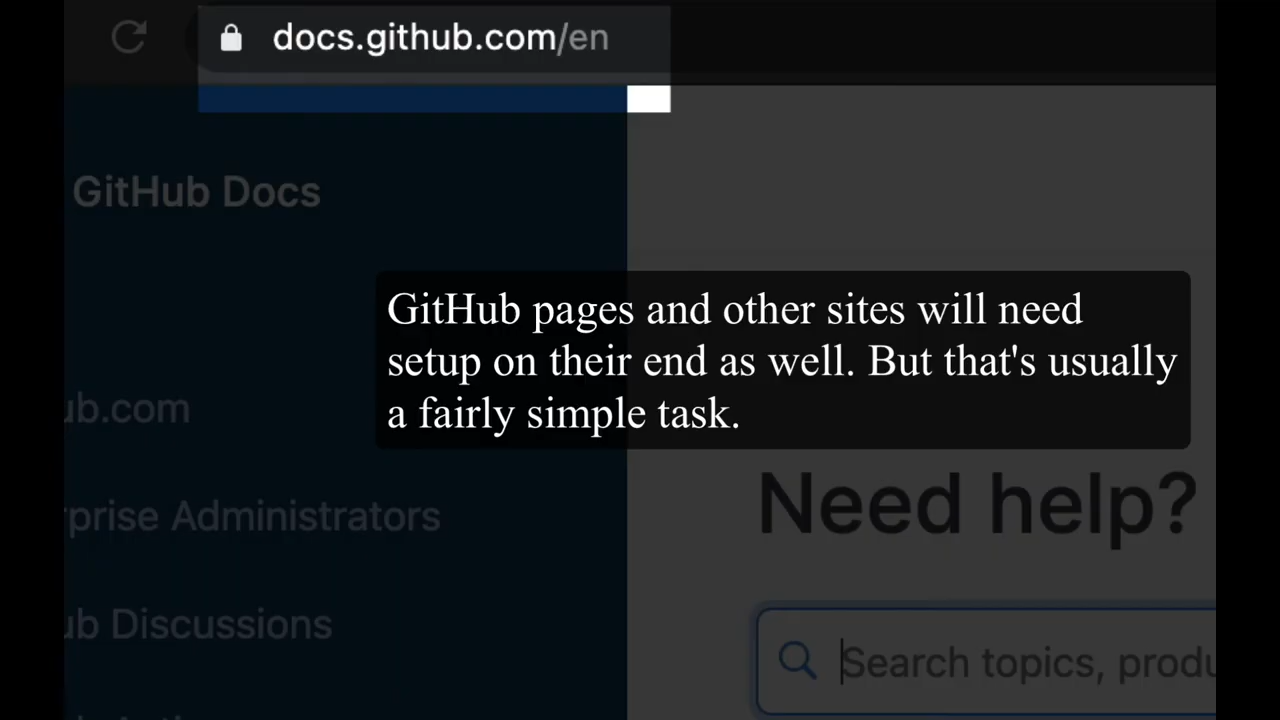 docs.github.com/en
GitHub Docs
GitHub pages and other sites will need
setup on their end as well. But that's usually
a fairly simple task.
ub.com
rprise Administrators
Need help?
ub Discussions
Search topics, produ